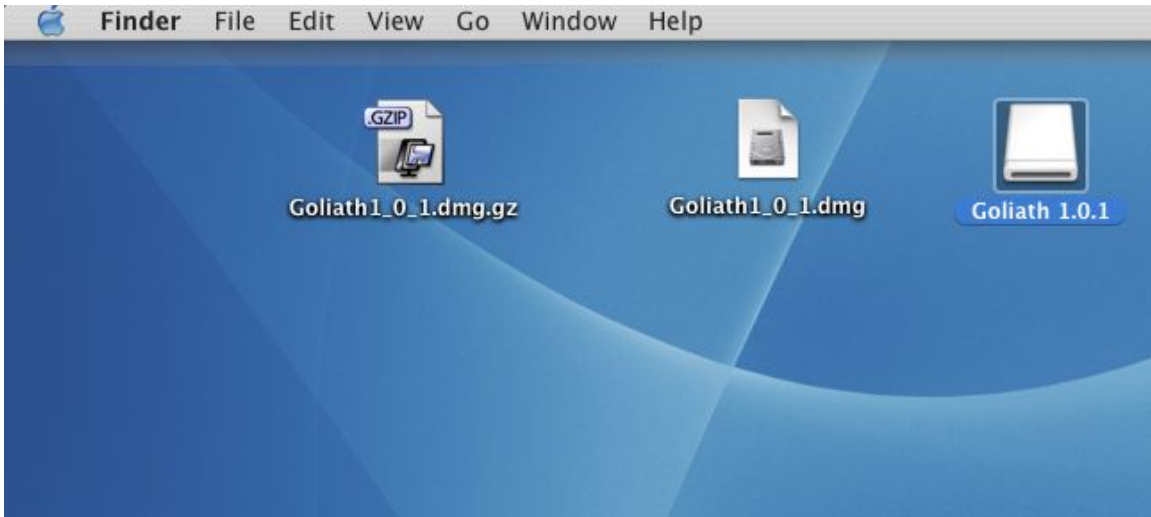 Finder File Edit View Go Window Help
.GZIP
Goliath1_0_1.dmg.gz
Goliath1_0_1.dmg
Goliath 1.0.1